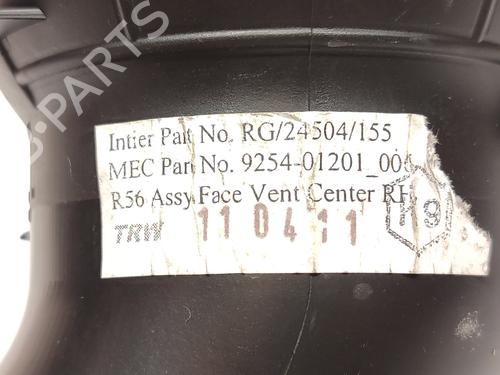 B-PARTS
Intier Part No. RG/24504/155
MEC Part No. 9254-01201_00
R56 Assy Face Vent Center RH
TRW 110411
9